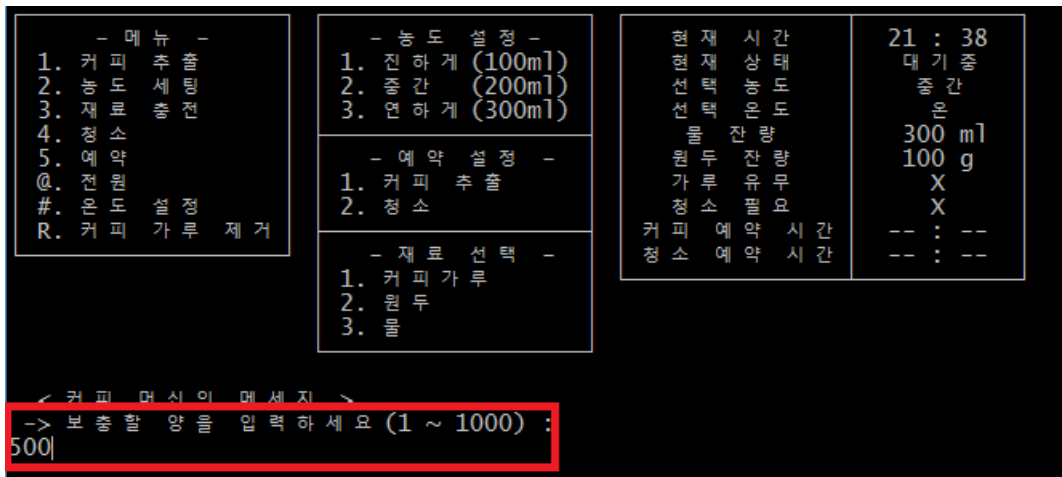 - 메뉴 -
1. 커피 추출
2. 농도 세팅
3. 재료 충전
4. 청소
5. 예약
@. 전원
#. 온도 설정
R. 커피 가루 제거
- 농도 설정 -
1. 진하게 (100ml)
2. 중간 (200ml)
3. 연하게 (300ml)
- 예약 설정 -
1. 커피 추출
2. 청소
- 재료 선택 -
1. 커피가루
2. 원두
3. 물
현재 시간 21 : 38
현재 상태 대기중
선택 농도 중간
선택 온도 온
물 잔량 300 ml
원두 잔량 100 g
가루 유무 X
청소 필요 X
커피 예약 시간 -- : --
청소 예약 시간 -- : --
< 커피 머신의 메세지 >
-> 보충할 양을 입력하세요 (1 ~ 1000) :
500